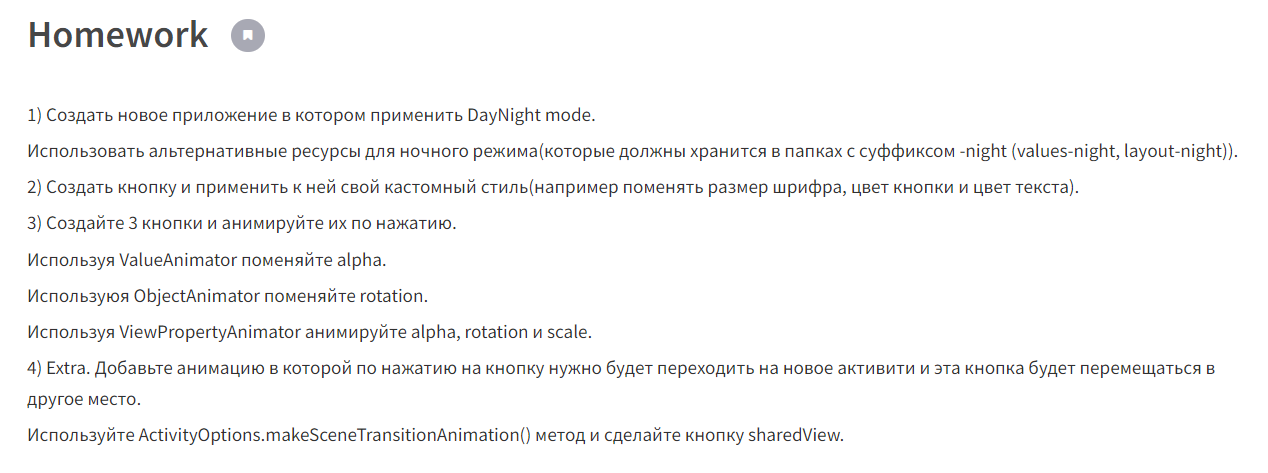 Homework
1) Создать новое приложение в котором применить DayNight mode.
Использовать альтернативные ресурсы для ночного режима(которые должны хранится в папках с суффиксом -night (values-night, layout-night)).
2) Создать кнопку и применить к ней свой кастомный стиль(например поменять размер шрифра, цвет кнопки и цвет текста).
3) Создайте 3 кнопки и анимируйте их по нажатию.
Используя ValueAnimator поменяйте alpha.
Используюя ObjectAnimator поменяйте rotation.
Используя ViewPropertyAnimator анимируйте alpha, rotation и scale.
4) Extra. Добавьте анимацию в которой по нажатию на кнопку нужно будет переходить на новое активити и эта кнопка будет перемещаться в
другое место.
Используйте ActivityOptions.makeSceneTransitionAnimation() метод и сделайте кнопку sharedView.